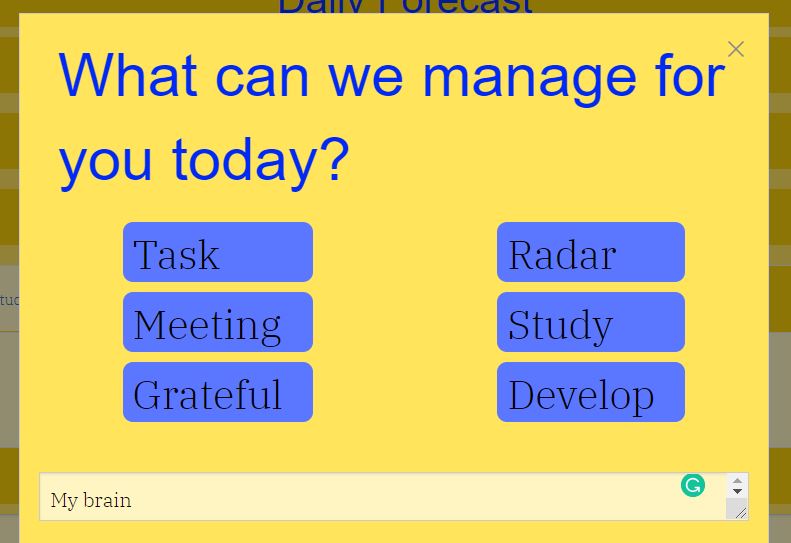 Daily Forecast
What can we manage for
you today?
Task
Radar
Meeting
Study
Grateful
Develop
My brain